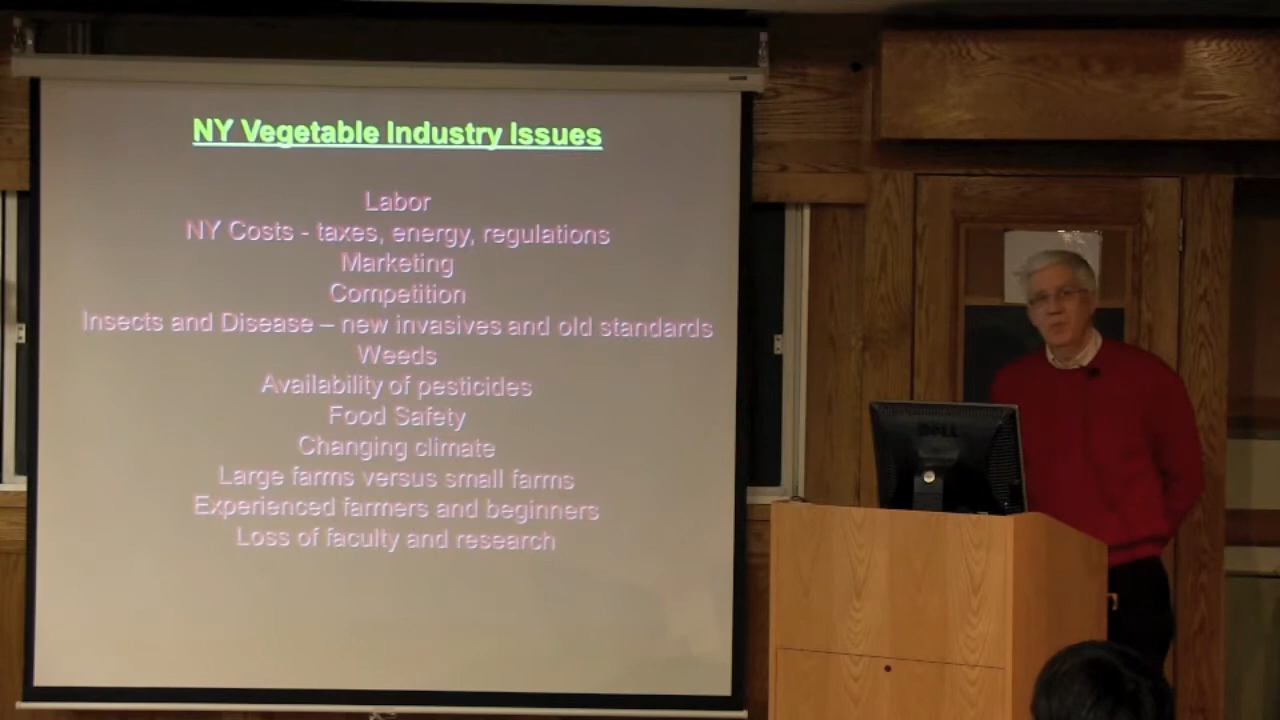 NY Vegetable Industry Issues
Labor
NY Costs - taxes, energy, regulations
Marketing
Competition
Insects and Disease – new invasives and old standards
Weeds
Availability of pesticides
Food Safety
Changing climate
Large farms versus small farms
Experienced farmers and beginners
Loss of faculty and research
DELL